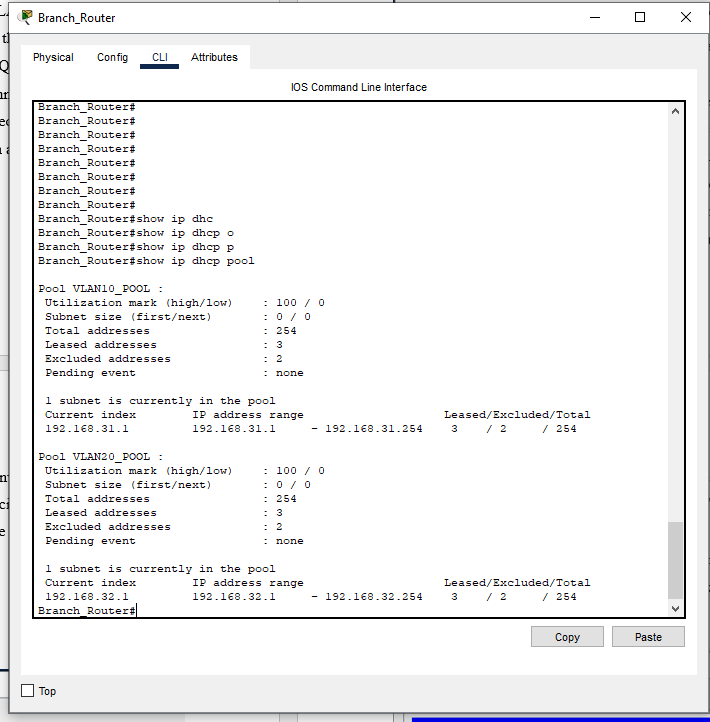 Branch_Router
Physical Config CLI Attributes
IOS Command Line Interface
Branch_Router#
Branch_Router#
Branch_Router#
Branch_Router#
Branch_Router#
Branch_Router#
Branch_Router#
Branch_Router#
Branch_Router#show ip dhc
Branch_Router#show ip dhcp o
Branch_Router#show ip dhcp p
Branch_Router#show ip dhcp pool
Pool VLAN10_POOL :
Utilization mark (high/low) : 100 / 0
Subnet size (first/next) : 0 / 0
Total addresses : 254
Leased addresses : 3
Excluded addresses : 2
Pending event : none
1 subnet is currently in the pool
Current index IP address range Leased/Excluded/Total
192.168.31.1 192.168.31.1 - 192.168.31.254 3 / 2 / 254
Pool VLAN20_POOL :
Utilization mark (high/low) : 100 / 0
Subnet size (first/next) : 0 / 0
Total addresses : 254
Leased addresses : 3
Excluded addresses : 2
Pending event : none
1 subnet is currently in the pool
Current index IP address range Leased/Excluded/Total
192.168.32.1 192.168.32.1 - 192.168.32.254 3 / 2 / 254
Branch_Router#
Copy Paste
Top